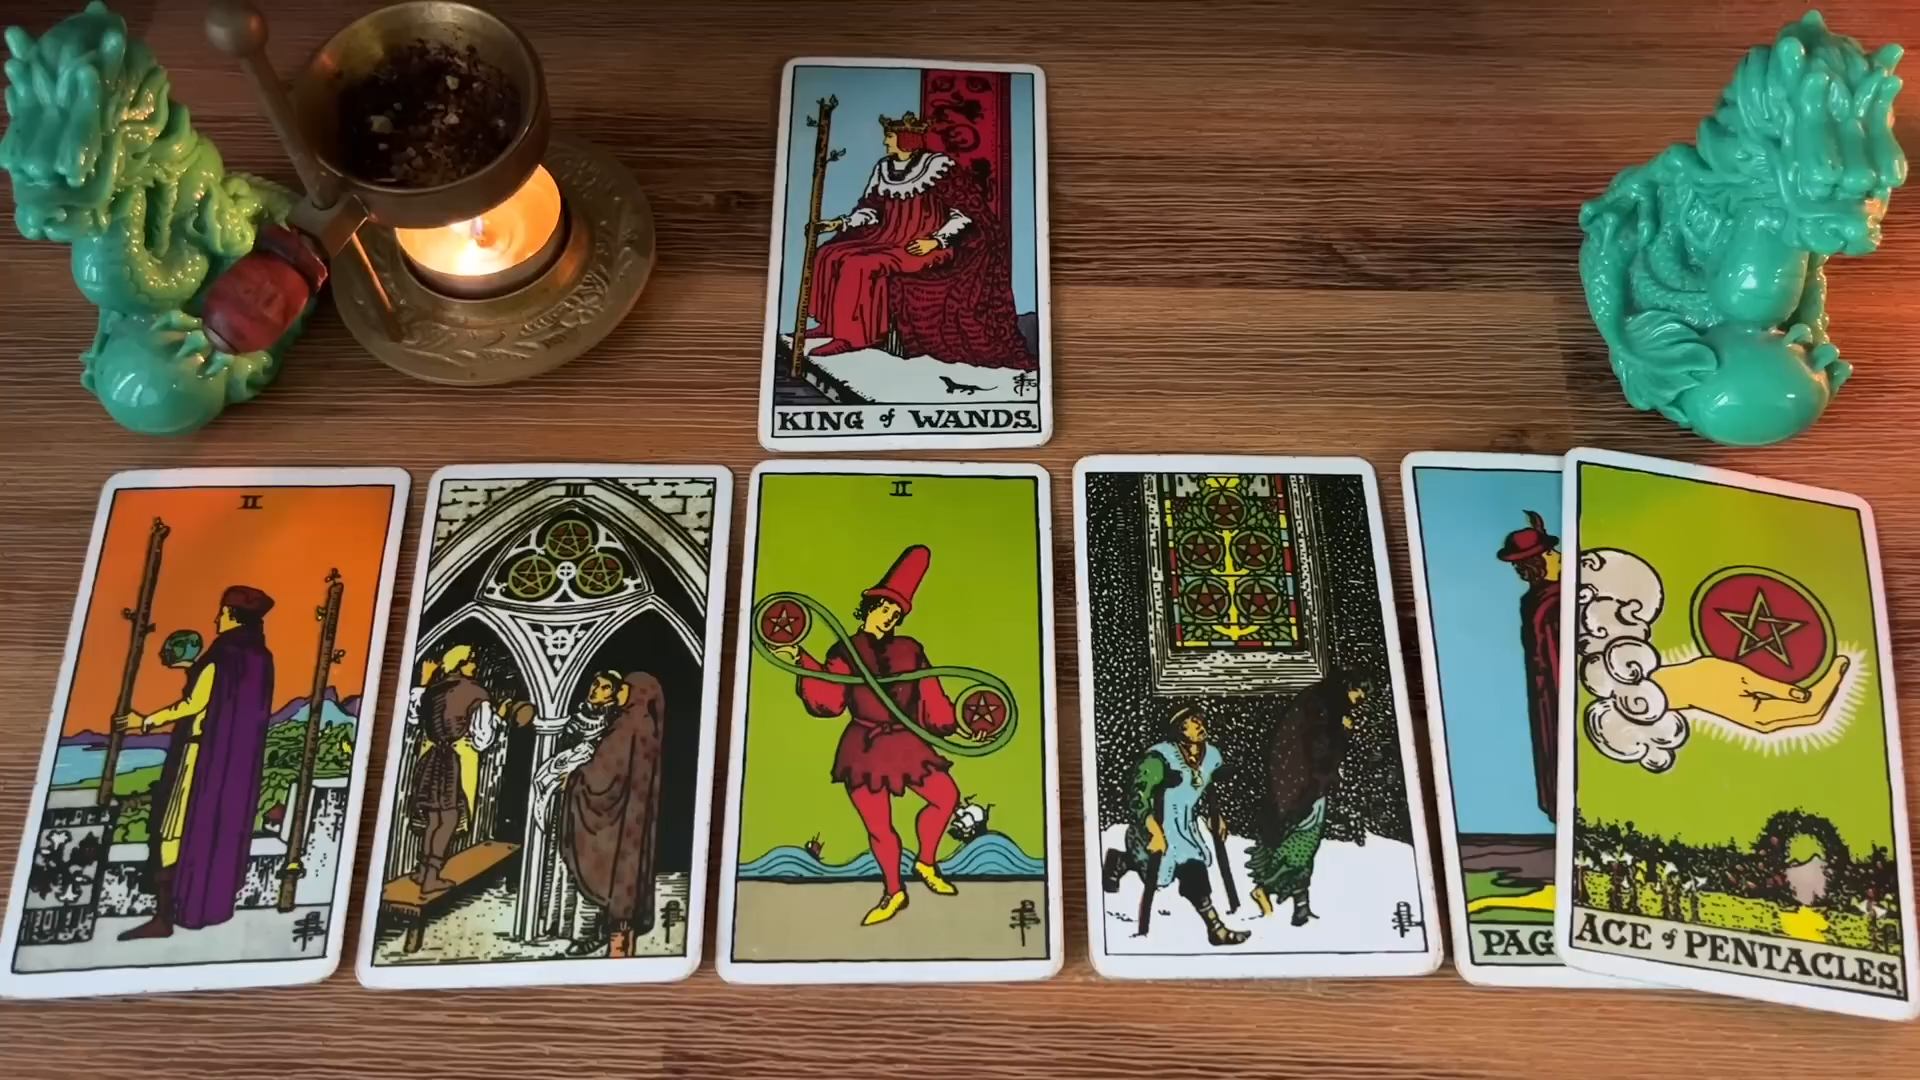 KING of WANDS.
II
III
II
PAG
ACE of PENTACLES.